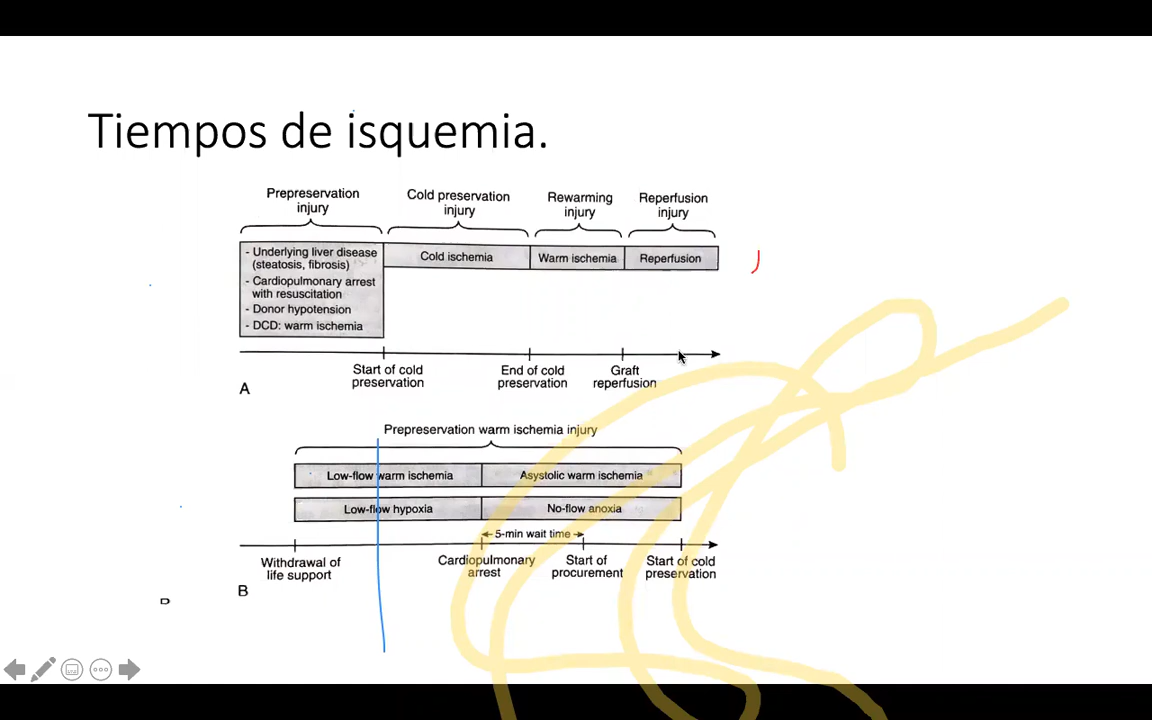 Tiempos de isquemia.
Prepreservation
injury
Cold preservation
injury
Rewarming
injury
Reperfusion
injury
- Underlying liver disease
(steatosis, fibrosis)
- Cardiopulmonary arrest
with resuscitation
- Donor hypotension
- DCD: warm ischemia
Cold ischemia
Warm ischemia
Reperfusion
Start of cold
preservation
End of cold
preservation
Graft
reperfusion
A
Prepreservation warm ischemia injury
Low-flow warm ischemia
Asystolic warm ischemia
Low-flow hypoxia
No-flow anoxia
5-min wait time
Withdrawal of
life support
Cardiopulmonary
arrest
Start of
procurement
Start of cold
preservation
B